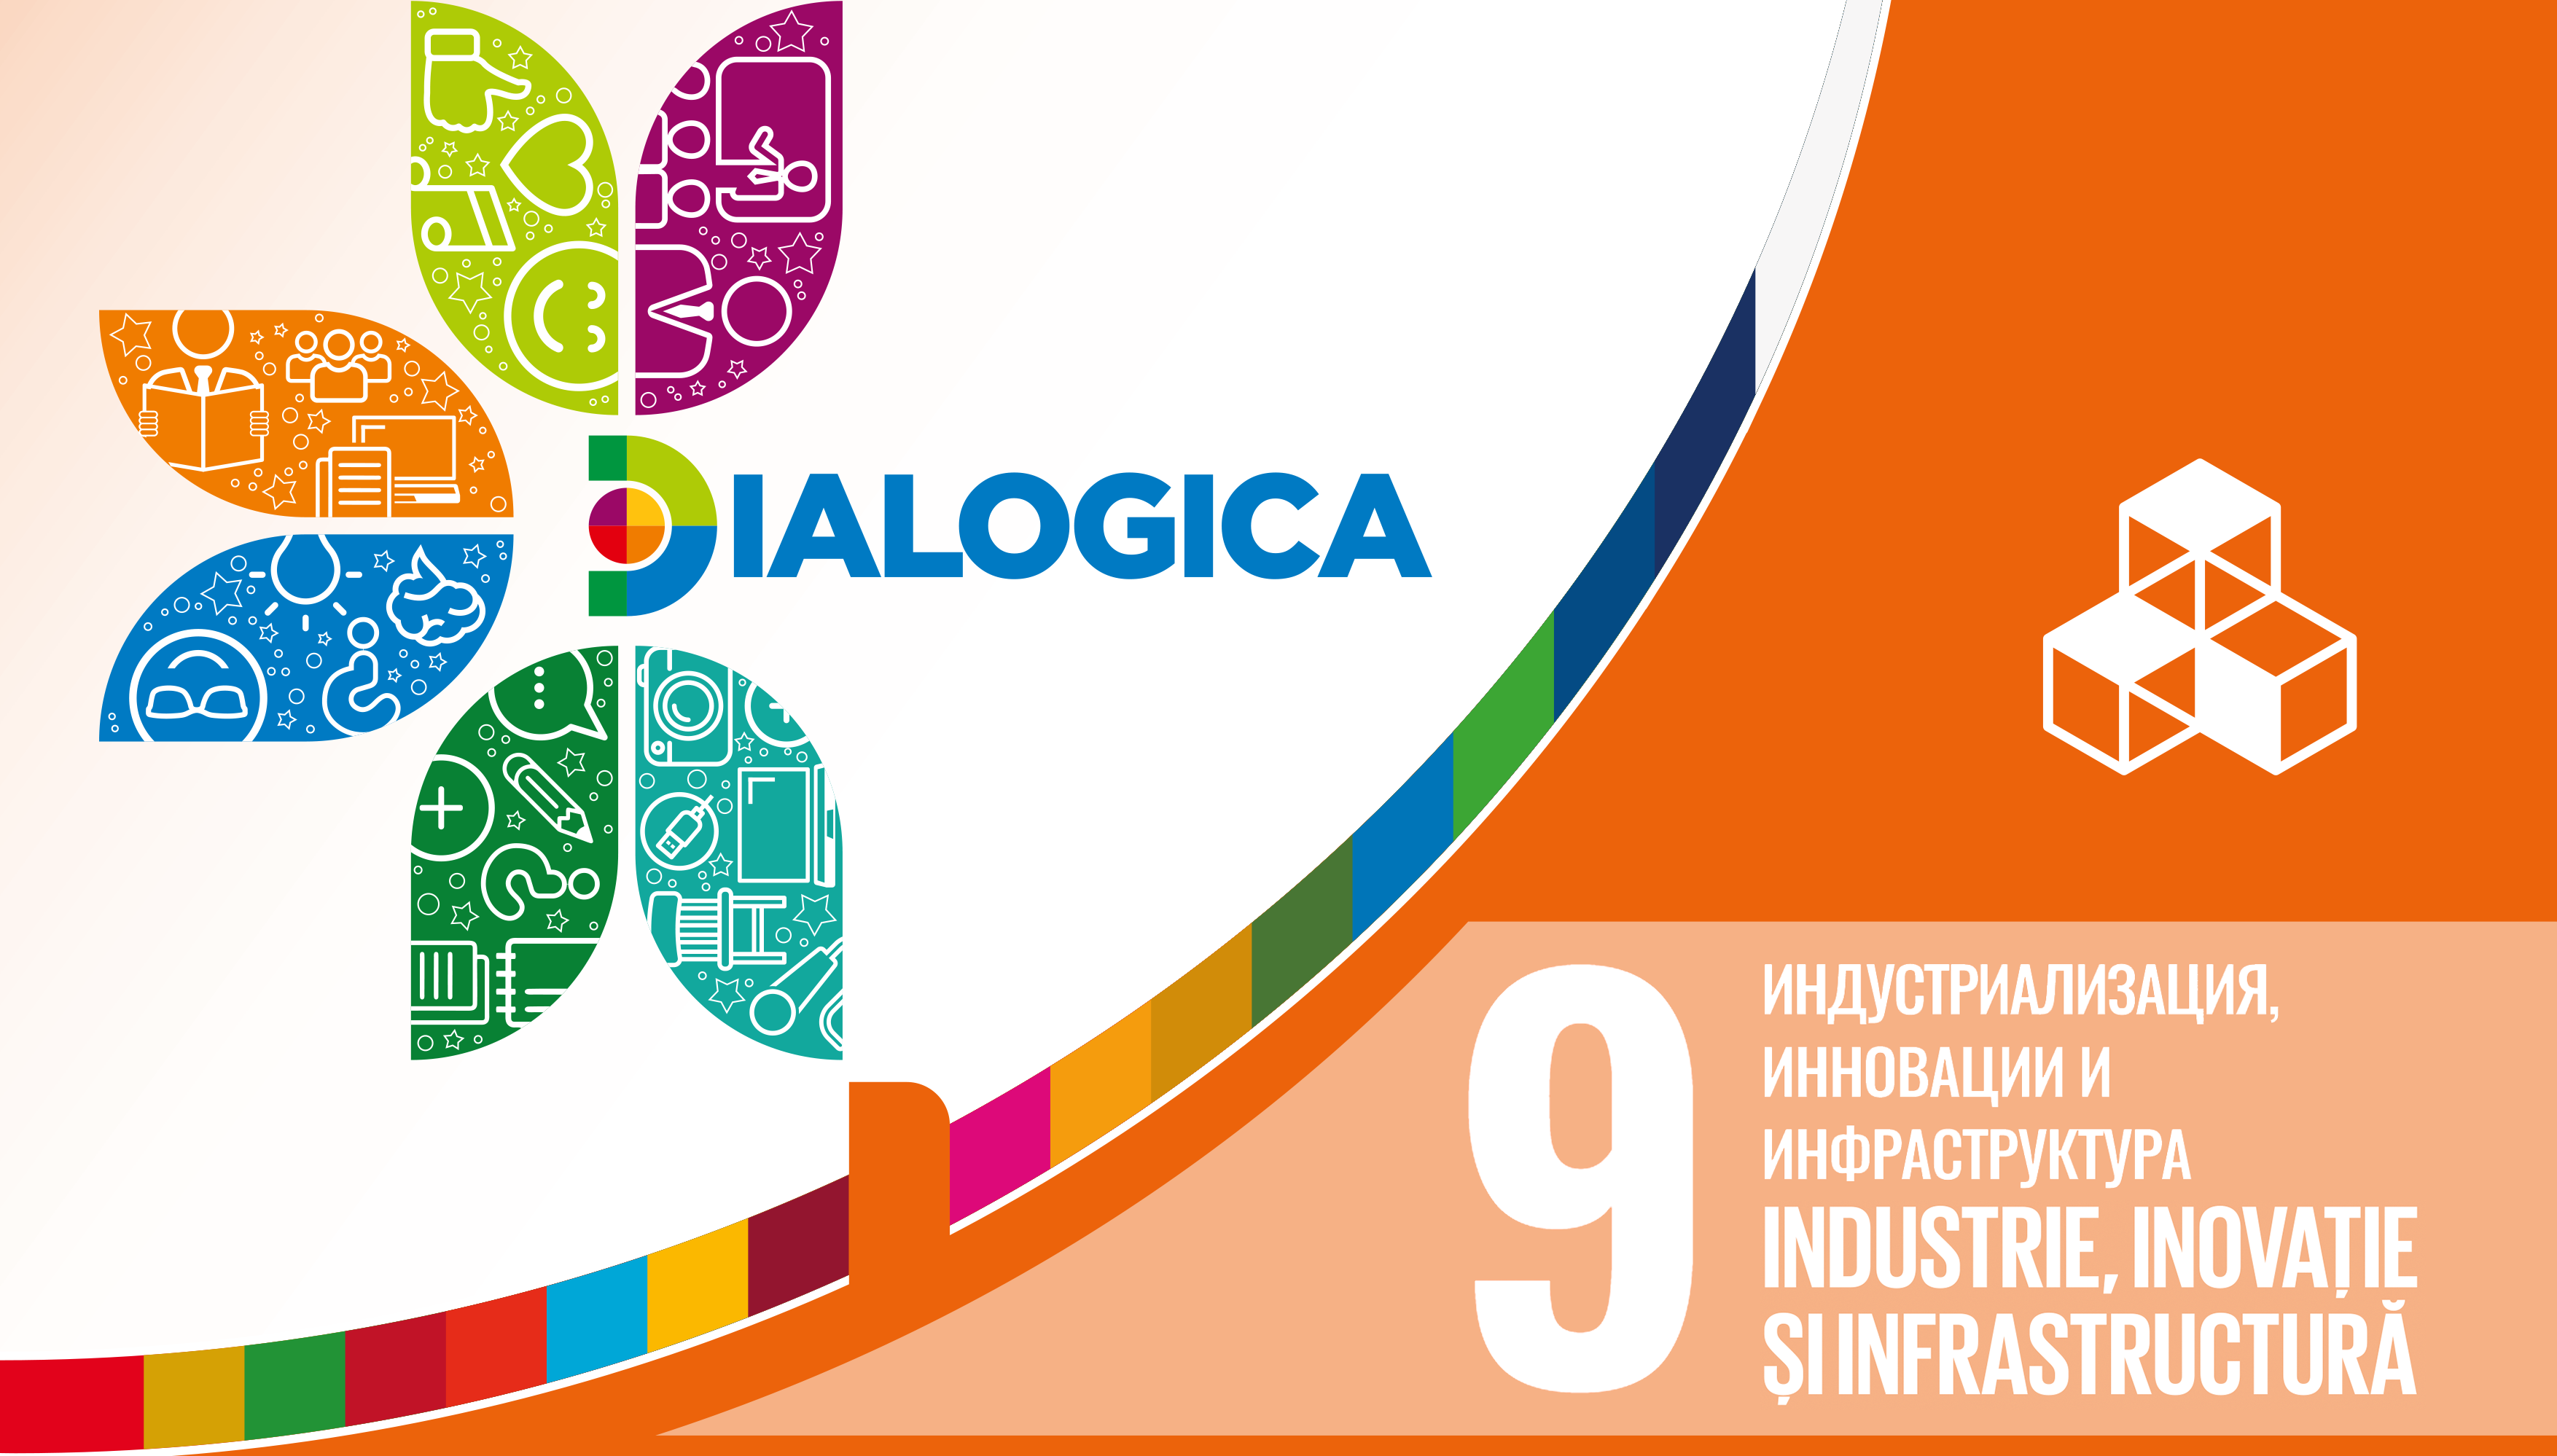 DIALOGICA
9
ИНДУСТРИАЛИЗАЦИЯ,
ИННОВАЦИИ И
ИНФРАСТРУКТУРА
INDUSTRIE, INOVAȚIE
ȘI INFRASTRUCTURĂ